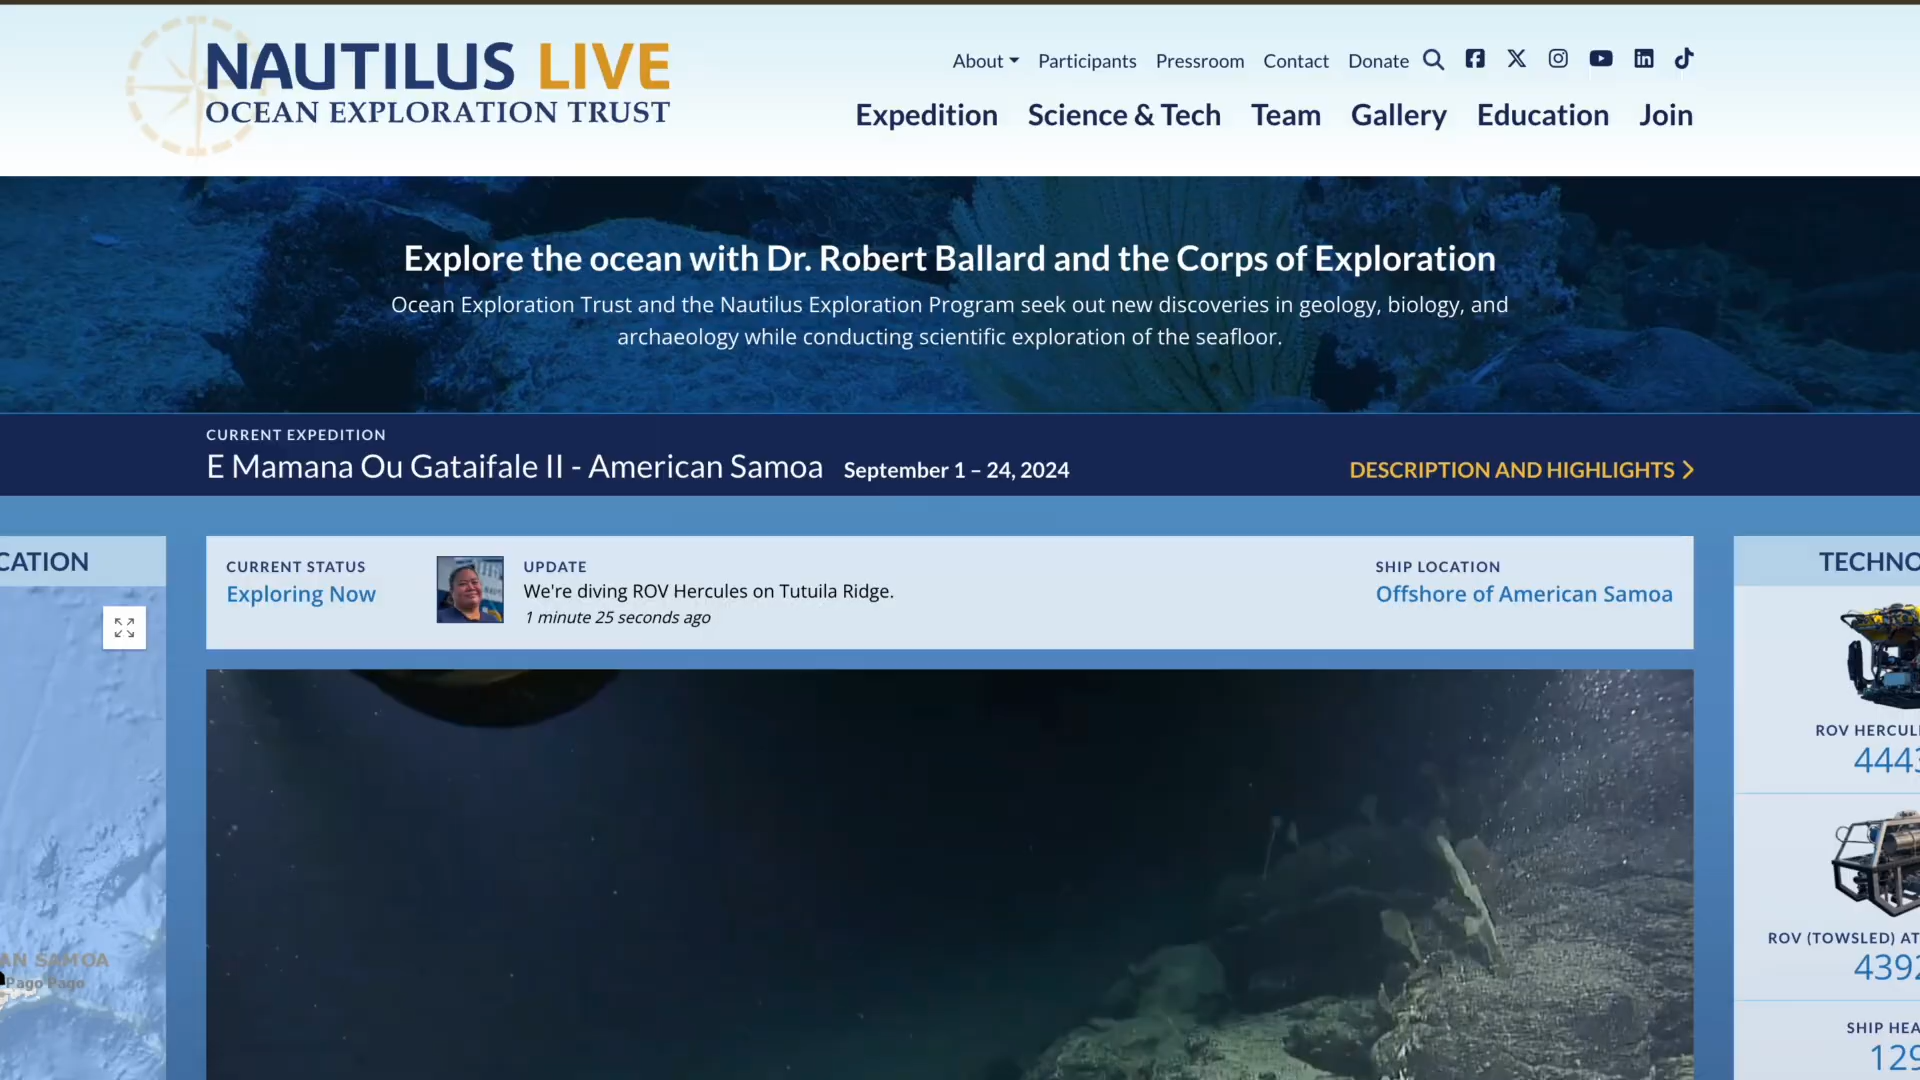 NAUTILUS LIVE
OCEAN EXPLORATION TRUST
About Participants Pressroom Contact Donate
Expedition Science & Tech Team Gallery Education Join
Explore the ocean with Dr. Robert Ballard and the Corps of Exploration
Ocean Exploration Trust and the Nautilus Exploration Program seek out new discoveries in geology, biology, and
archaeology while conducting scientific exploration of the seafloor.
CURRENT EXPEDITION
E Mamana Ou Gataifale II - American Samoa September 1 – 24, 2024
DESCRIPTION AND HIGHLIGHTS
CATION
AN SAMOA
Pago Pago
CURRENT STATUS
Exploring Now
UPDATE
We're diving ROV Hercules on Tutuila Ridge.
1 minute 25 seconds ago
SHIP LOCATION
Offshore of American Samoa
TECHNO
ROV HERCUL
444
ROV (TOWSLED) AT
439
SHIP HEA
129